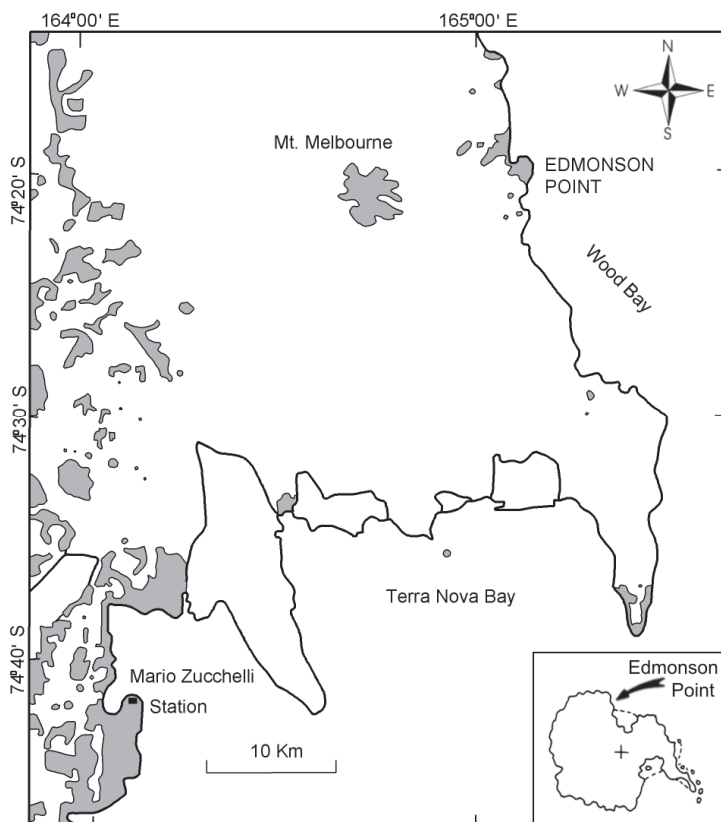 164°00' E
165°00' E
N
W
E
S
Mt. Melbourne
EDMONSON
POINT
74°20' S
Wood Bay
74°30' S
Terra Nova Bay
74°40' S
Mario Zucchelli
Station
10 Km
Edmonson
Point